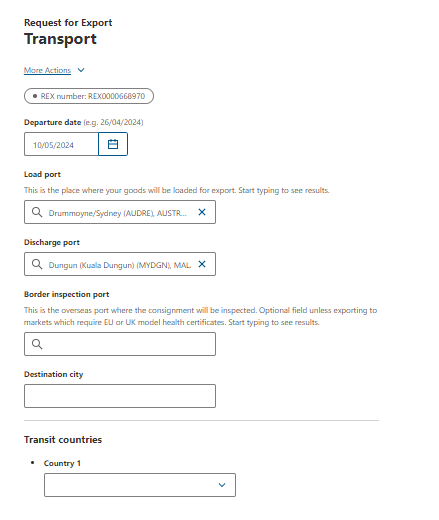 Request for Export
Transport
More Actions
REX number: REX0000668970
Departure date (e.g. 26/04/2024)
10/05/2024
Load port
This is the place where your goods will be loaded for export. Start typing to see results.
Drummoyne/Sydney (AUDRE), AUSTR...
Discharge port
Dungun (Kuala Dungun) (MYDGN), MAL
Border inspection port
This is the overseas port where the consignment will be inspected. Optional field unless exporting to
markets which require EU or UK model health certificates. Start typing to see results.
Destination city
Transit countries
Country 1